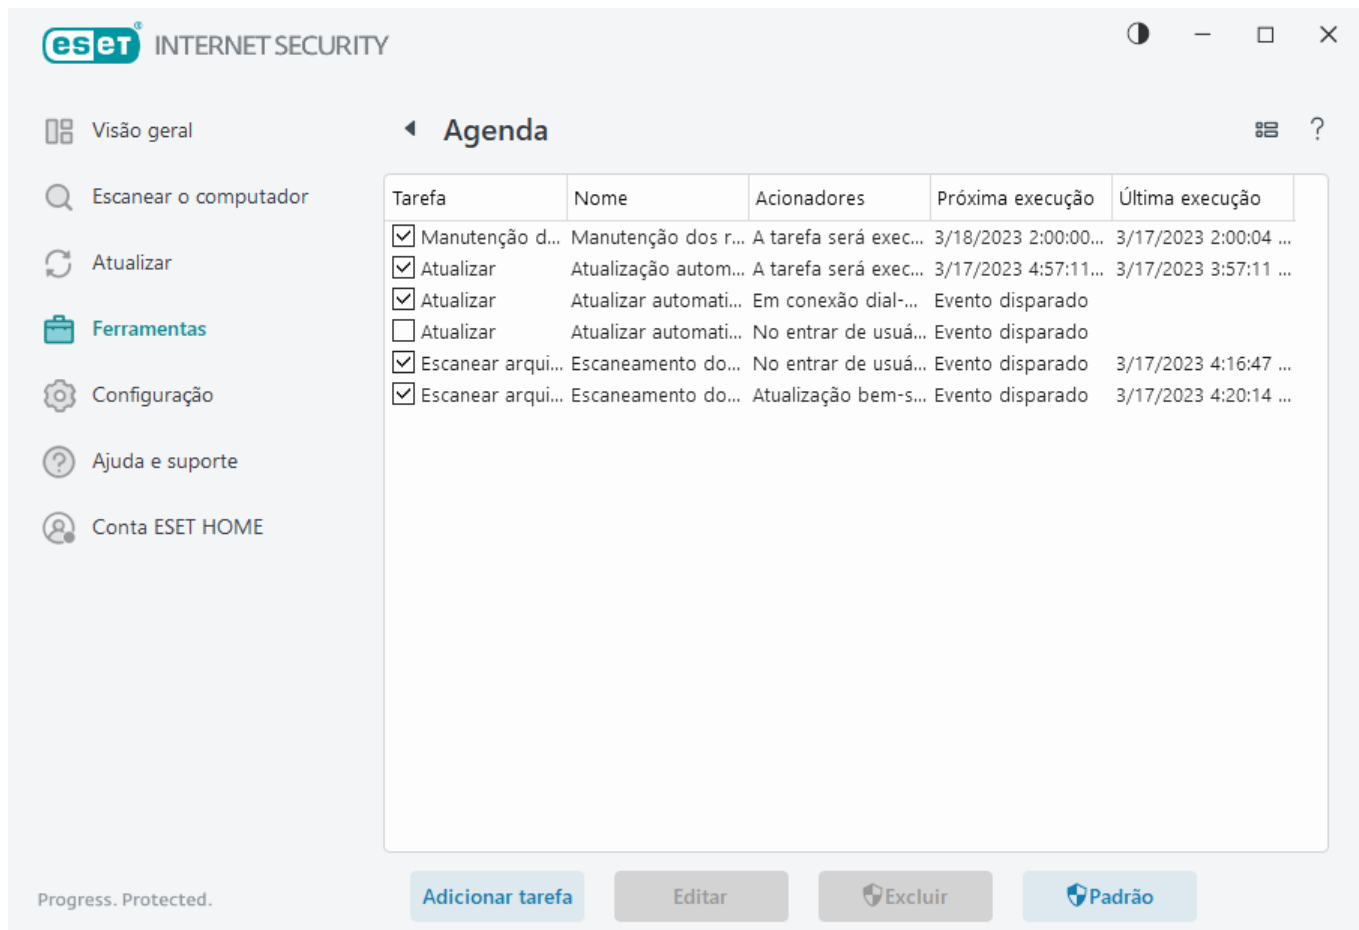 eset INTERNET SECURITY
Visão geral
Escanear o computador
Atualizar
Ferramentas
Configuração
Ajuda e suporte
Conta ESET HOME
Progress. Protected.
Agenda
?
Tarefa Nome Acionadores Próxima execução Última execução
Manutenção d... Manutenção dos r... A tarefa será exec... 3/18/2023 2:00:00... 3/17/2023 2:00:04 ...
Atualizar Atualização autom... A tarefa será exec... 3/17/2023 4:57:11... 3/17/2023 3:57:11 ...
Atualizar Atualizar automati... Em conexão dial-... Evento disparado
Atualizar Atualizar automati... No entrar de usuá... Evento disparado
Escanear arqui... Escaneamento do... No entrar de usuá... Evento disparado 3/17/2023 4:16:47 ...
Escanear arqui... Escaneamento do... Atualização bem-s... Evento disparado 3/17/2023 4:20:14 ...
Adicionar tarefa Editar Excluir Padrão